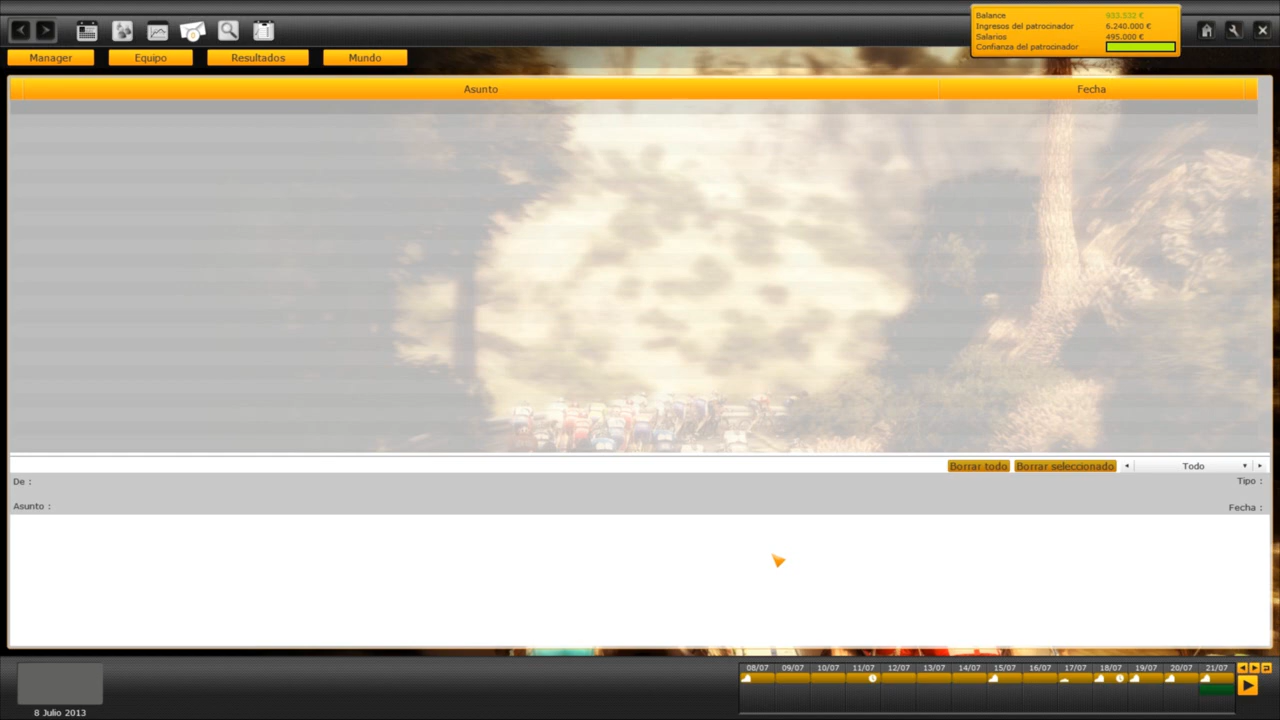 Balance 933.532 €
Ingresos del patrocinador 6.240.000 €
Salarios 495.000 €
Confianza del patrocinador
Manager Equipo Resultados Mundo
Asunto Fecha
Borrar todo Borrar seleccionado Todo
De : Tipo :
Asunto : Fecha :
08/07 09/07 10/07 11/07 12/07 13/07 14/07 15/07 16/07 17/07 18/07 19/07 20/07 21/07
8 Julio 2013